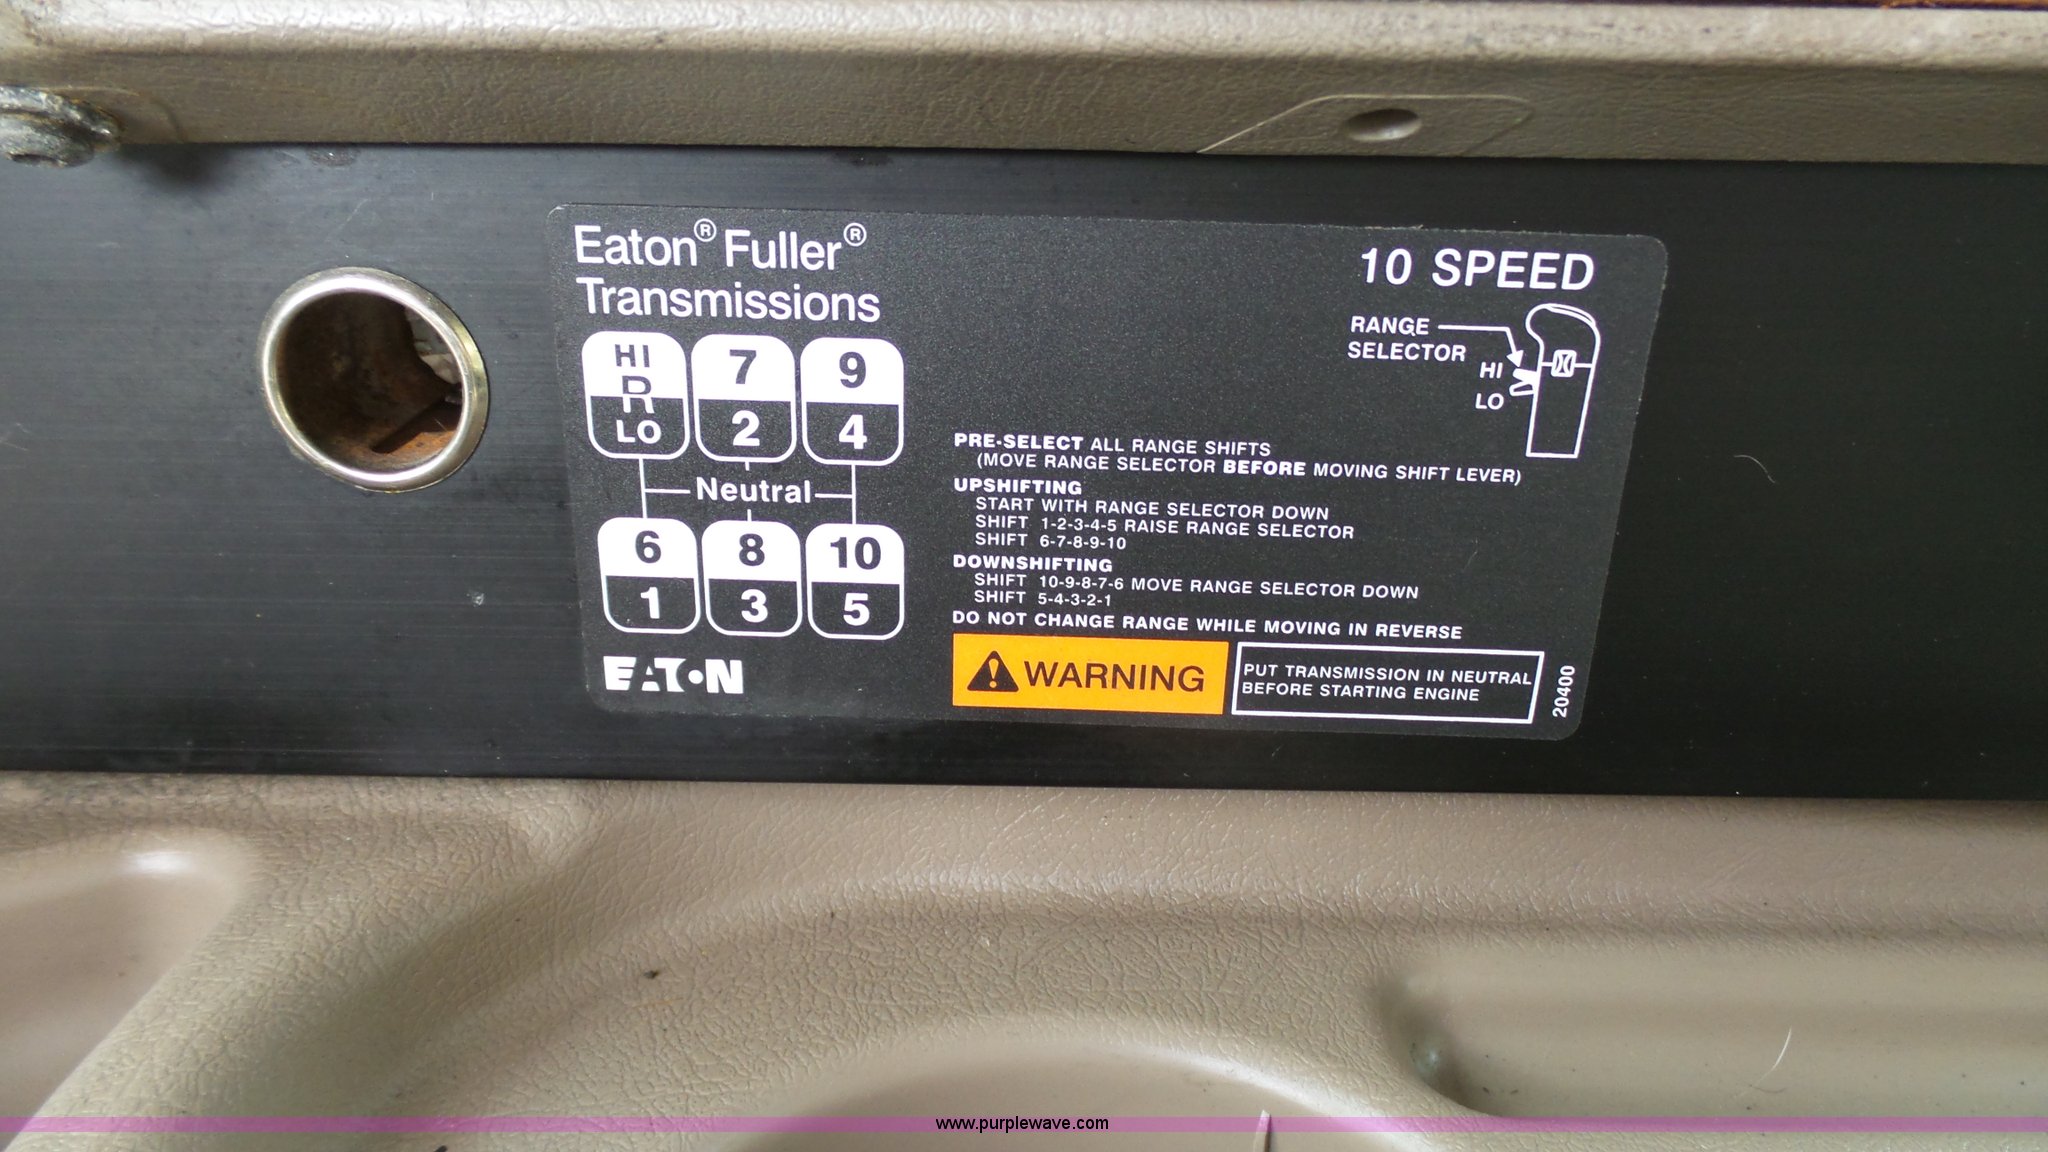 Eaton® Fuller®
Transmissions
10 SPEED
RANGE
SELECTOR
HI
LO
HI
R
LO
7
2
9
4
Neutral
6
1
8
3
10
5
EATON
PRE-SELECT ALL RANGE SHIFTS
(MOVE RANGE SELECTOR BEFORE MOVING SHIFT LEVER)
UPSHIFTING
START WITH RANGE SELECTOR DOWN
SHIFT 1-2-3-4-5 RAISE RANGE SELECTOR
SHIFT 6-7-8-9-10
DOWNSHIFTING
SHIFT 10-9-8-7-6 MOVE RANGE SELECTOR DOWN
SHIFT 5-4-3-2-1
DO NOT CHANGE RANGE WHILE MOVING IN REVERSE
WARNING
PUT TRANSMISSION IN NEUTRAL
BEFORE STARTING ENGINE
20400
www.purplewave.com